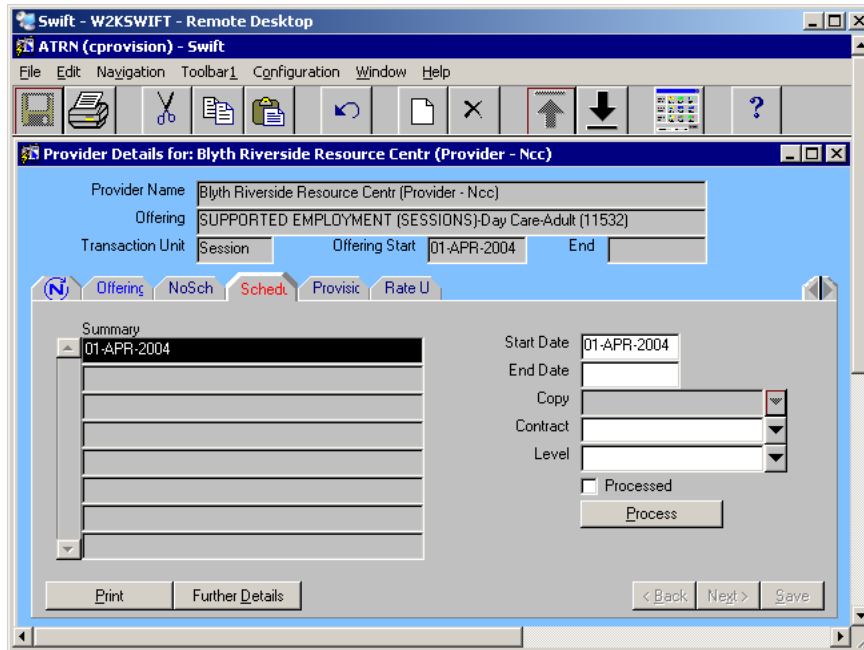 Swift - W2KSWIFT - Remote Desktop
ATRN (cprovision) - Swift
File Edit Navigation Toolbar1 Configuration Window Help
?
Provider Details for: Blyth Riverside Resource Centr (Provider - Ncc)
Provider Name Blyth Riverside Resource Centr (Provider - Ncc)
Offering SUPPORTED EMPLOYMENT (SESSIONS)-Day Care-Adult (11532)
Transaction Unit Session Offering Start 01-APR-2004 End
N Offering NoSch Schedu Provisic Rate U
Summary
01-APR-2004
Start Date 01-APR-2004
End Date
Copy
Contract
Level
Processed
Process
Print Further Details < Back Next > Save